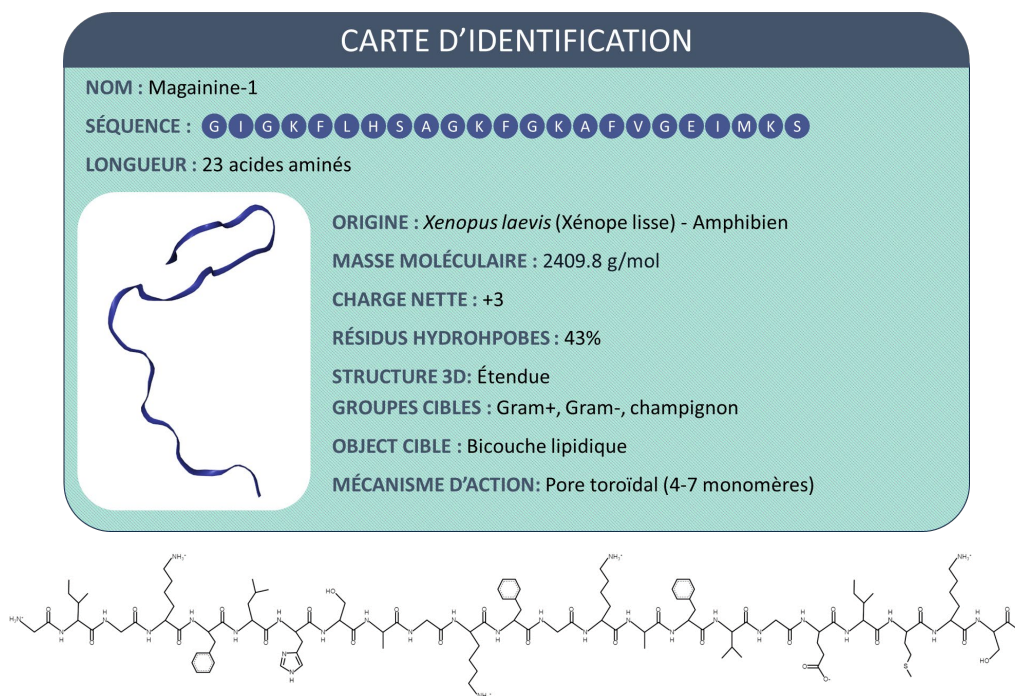 CARTE D'IDENTIFICATION
NOM : Magainine-1
SÉQUENCE : G I G K F L H S A G K F G K A F V G E I M K S
LONGUEUR : 23 acides aminés
ORIGINE : Xenopus laevis (Xénope lisse) - Amphibien
MASSE MOLÉCULAIRE : 2409.8 g/mol
CHARGE NETTE : +3
RÉSIDUS HYDROHPOBES : 43%
STRUCTURE 3D: Étendue
GROUPES CIBLES : Gram+, Gram-, champignon
OBJECT CIBLE : Bicouche lipidique
MÉCANISME D'ACTION: Pore toroïdal (4-7 monomères)